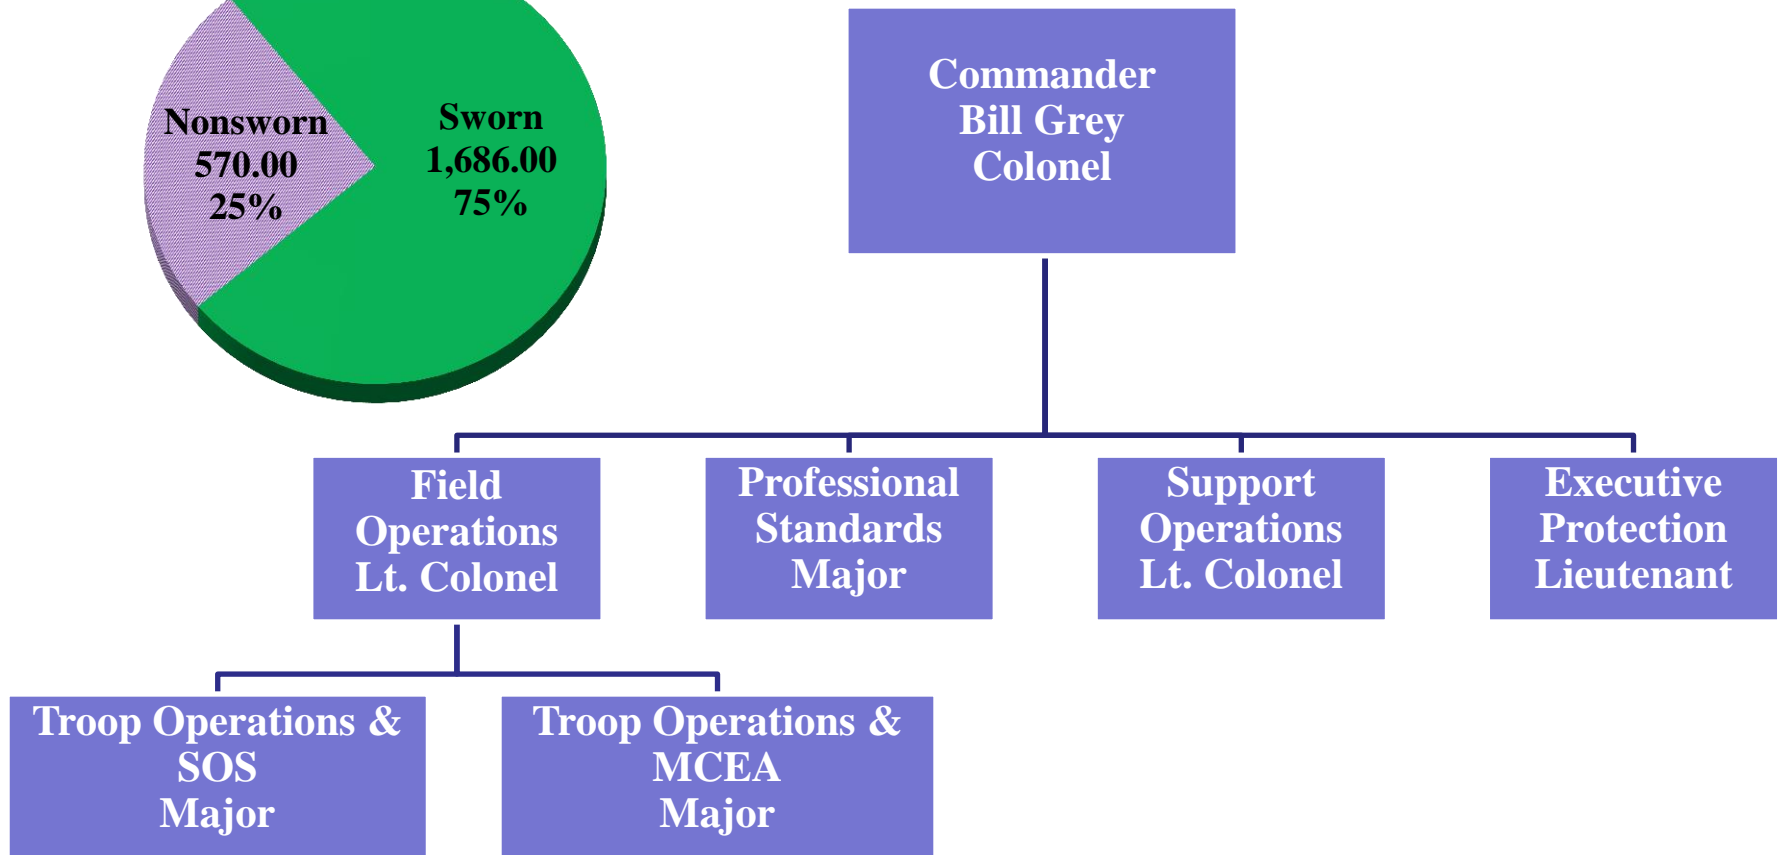 Nonsworn
570.00
25%
Sworn
1,686.00
75%
Commander
Bill Grey
Colonel
Field
Operations
Lt. Colonel
Professional
Standards
Major
Support
Operations
Lt. Colonel
Executive
Protection
Lieutenant
Troop Operations &
SOS
Major
Troop Operations &
MCEA
Major